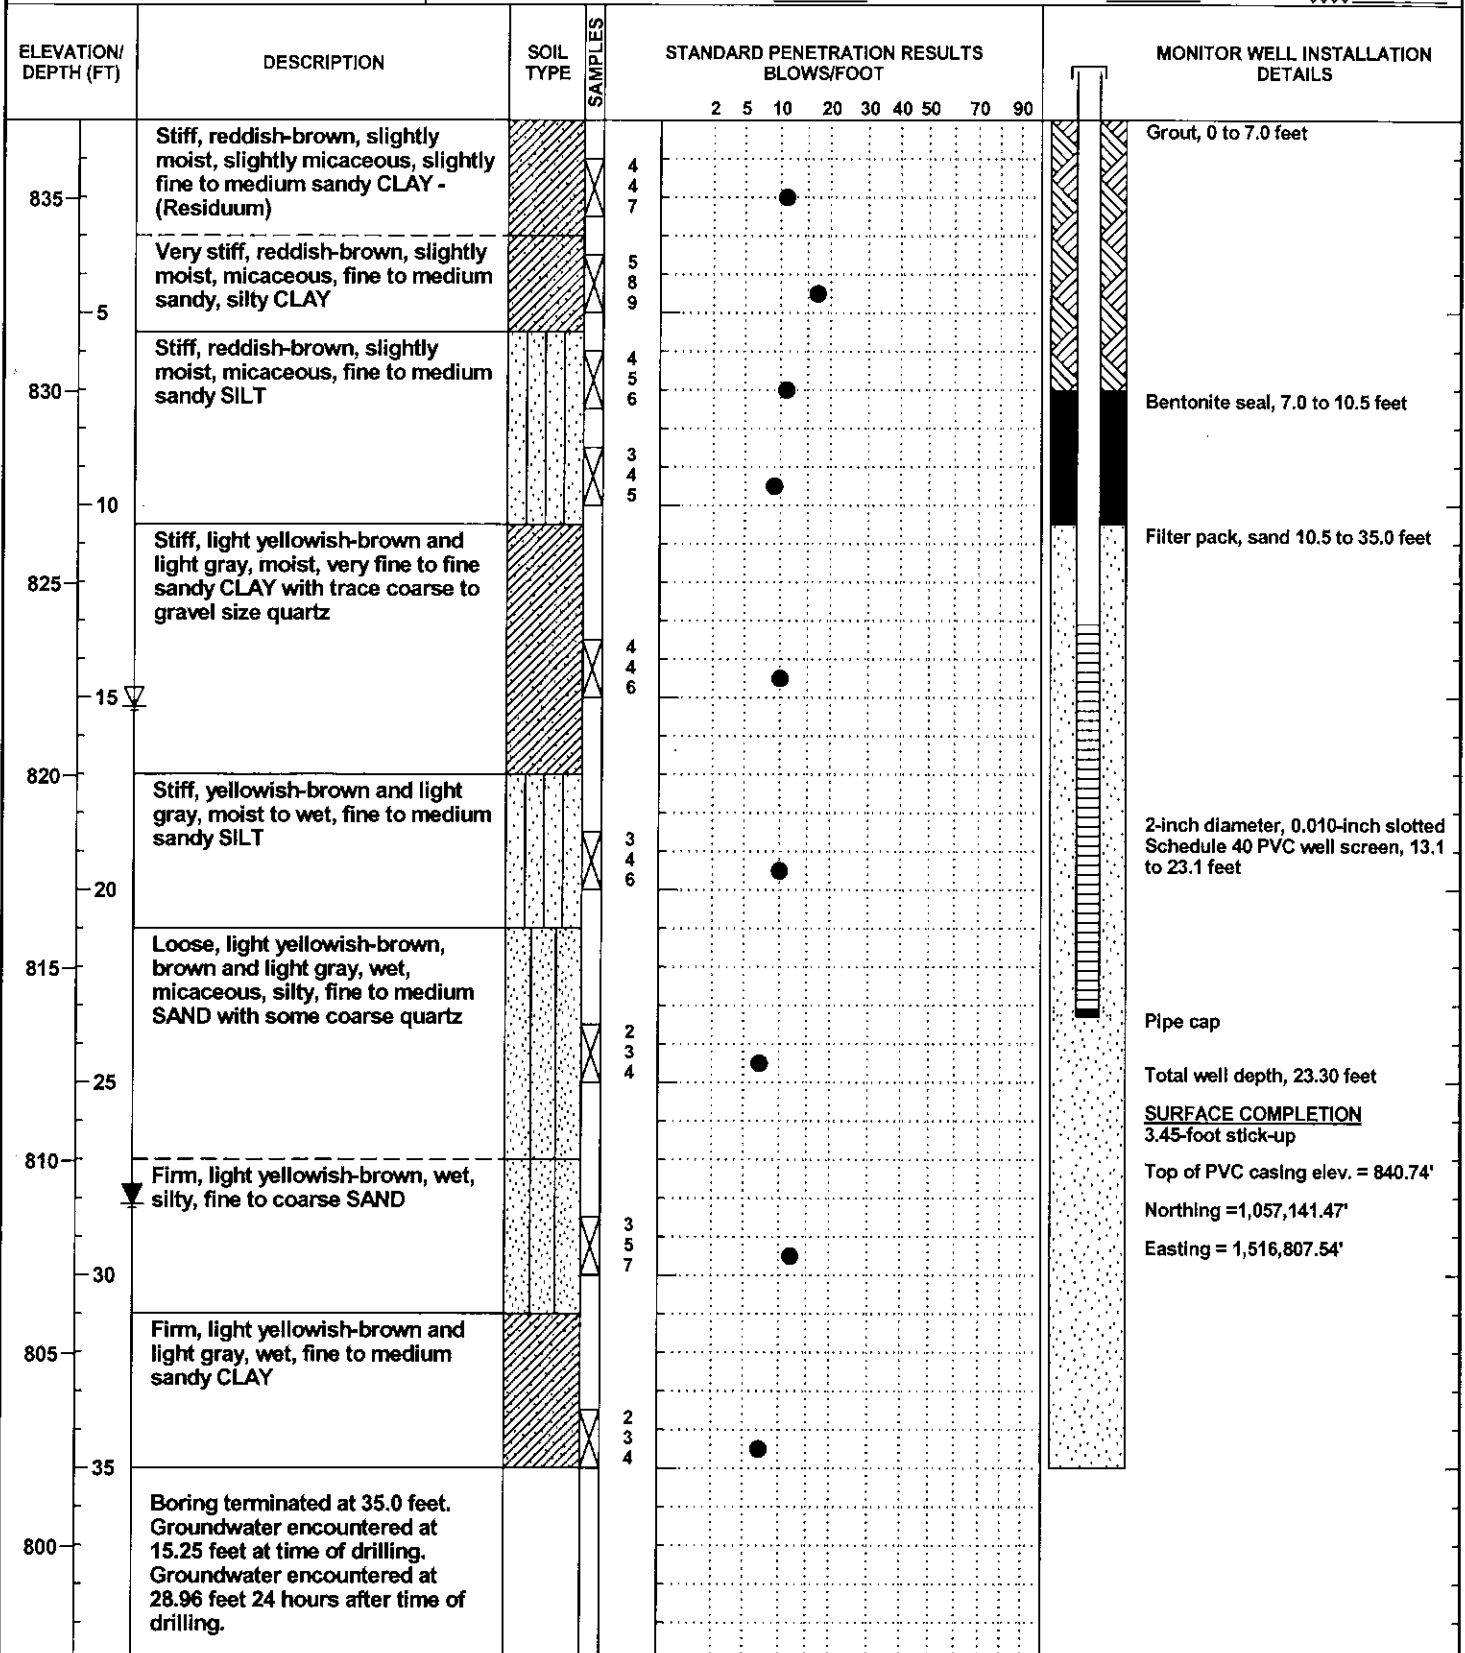 ELEVATION/
DEPTH (FT)
DESCRIPTION
SOIL
TYPE
SAMPLES
STANDARD PENETRATION RESULTS
BLOWS/FOOT
2 5 10 20 30 40 50 70 90
MONITOR WELL INSTALLATION
DETAILS
Stiff, reddish-brown, slightly
moist, slightly micaceous, slightly
fine to medium sandy CLAY -
(Residuum)
4
4
7
Grout, 0 to 7.0 feet
835
Very stiff, reddish-brown, slightly
moist, micaceous, fine to medium
sandy, silty CLAY
5
8
9
5
Stiff, reddish-brown, slightly
moist, micaceous, fine to medium
sandy SILT
4
5
6
830
Bentonite seal, 7.0 to 10.5 feet
3
4
5
10
Stiff, light yellowish-brown and
light gray, moist, very fine to fine
sandy CLAY with trace coarse to
gravel size quartz
Filter pack, sand 10.5 to 35.0 feet
825
4
4
6
15
820
Stiff, yellowish-brown and light
gray, moist to wet, fine to medium
sandy SILT
3
4
6
2-inch diameter, 0.010-inch slotted
Schedule 40 PVC well screen, 13.1
to 23.1 feet
20
Loose, light yellowish-brown,
brown and light gray, wet,
micaceous, silty, fine to medium
SAND with some coarse quartz
815
2
3
4
Pipe cap
25
Total well depth, 23.30 feet
SURFACE COMPLETION
3.45-foot stick-up
810
Firm, light yellowish-brown, wet,
silty, fine to coarse SAND
Top of PVC casing elev. = 840.74'
Northing =1,057,141.47'
3
5
7
Easting = 1,516,807.54'
30
Firm, light yellowish-brown and
light gray, wet, fine to medium
sandy CLAY
805
2
3
4
35
Boring terminated at 35.0 feet.
Groundwater encountered at
15.25 feet at time of drilling.
Groundwater encountered at
28.96 feet 24 hours after time of
drilling.
800